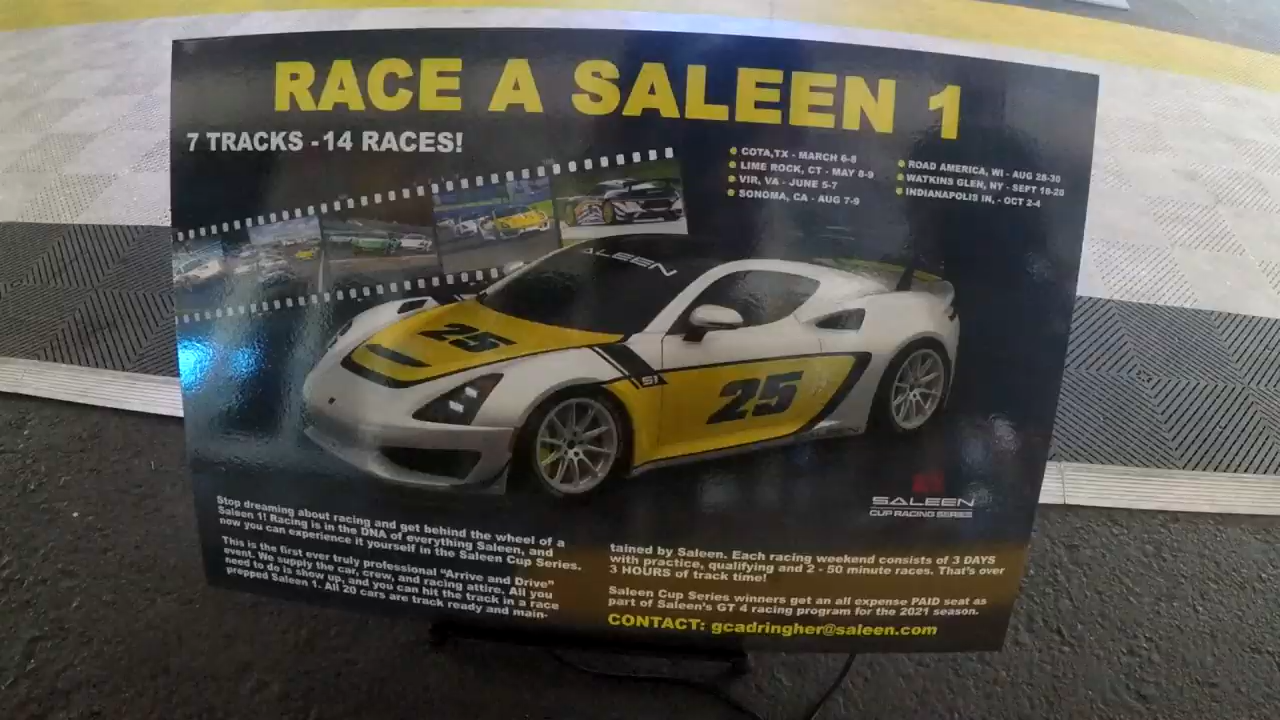 RACE A SALEEN 1
7 TRACKS - 14 RACES!
COTA,TX - MARCH 6-8
LIME ROCK, CT - MAY 8-9
VIR, VA - JUNE 5-7
SONOMA, CA - AUG 7-9
ROAD AMERICA, WI - AUG 28-30
WATKINS GLEN, NY - SEPT 18-20
INDIANAPOLIS IN, - OCT 2-4
SALEEN
25
S1
25
SALEEN
CUP RACING SERIES
Stop dreaming about racing and get behind the wheel of a
Saleen 1! Racing is in the DNA of everything Saleen, and
now you can experience it yourself in the Saleen Cup Series.
This is the first ever truly professional "Arrive and Drive"
event. We supply the car, crew, and racing attire. All you
need to do is show up, and you can hit the track in a race
prepped Saleen 1. All 20 cars are track ready and main-
tained by Saleen. Each racing weekend consists of 3 DAYS
with practice, qualifying and 2 - 50 minute races. That's over
3 HOURS of track time!
Saleen Cup Series winners get an all expense PAID seat as
part of Saleen's GT 4 racing program for the 2021 season.
CONTACT: gcadringher@saleen.com